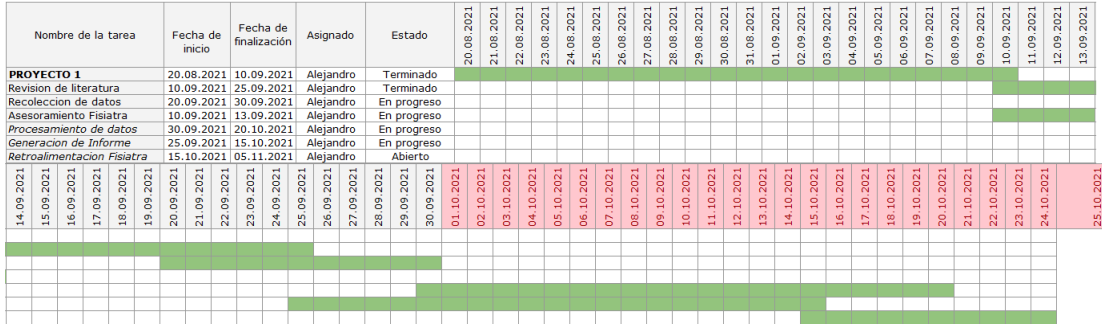 Nombre de la tarea Fecha de inicio Fecha de finalización Asignado Estado 20.08.2021 21.08.2021 22.08.2021 23.08.2021 24.08.2021 25.08.2021 26.08.2021 27.08.2021 28.08.2021 29.08.2021 30.08.2021 31.08.2021 01.09.2021 02.09.2021 03.09.2021 04.09.2021 05.09.2021 06.09.2021 07.09.2021 08.09.2021 09.09.2021 10.09.2021 11.09.2021 12.09.2021 13.09.2021
PROYECTO 1 20.08.2021 10.09.2021 Alejandro Terminado
Revision de literatura 10.09.2021 25.09.2021 Alejandro Terminado
Recoleccion de datos 20.09.2021 30.09.2021 Alejandro En progreso
Asesoramiento Fisiatra 10.09.2021 13.09.2021 Alejandro En progreso
Procesamiento de datos 30.09.2021 20.10.2021 Alejandro En progreso
Generacion de Informe 25.09.2021 15.10.2021 Alejandro En progreso
Retroalimentacion Fisiatra 15.10.2021 05.11.2021 Alejandro Abierto
14.09.2021 15.09.2021 16.09.2021 17.09.2021 18.09.2021 19.09.2021 20.09.2021 21.09.2021 22.09.2021 23.09.2021 24.09.2021 25.09.2021 26.09.2021 27.09.2021 28.09.2021 29.09.2021 30.09.2021 01.10.2021 02.10.2021 03.10.2021 04.10.2021 05.10.2021 06.10.2021 07.10.2021 08.10.2021 09.10.2021 10.10.2021 11.10.2021 12.10.2021 13.10.2021 14.10.2021 15.10.2021 16.10.2021 17.10.2021 18.10.2021 19.10.2021 20.10.2021 21.10.2021 22.10.2021 23.10.2021 24.10.2021 25.10.2021